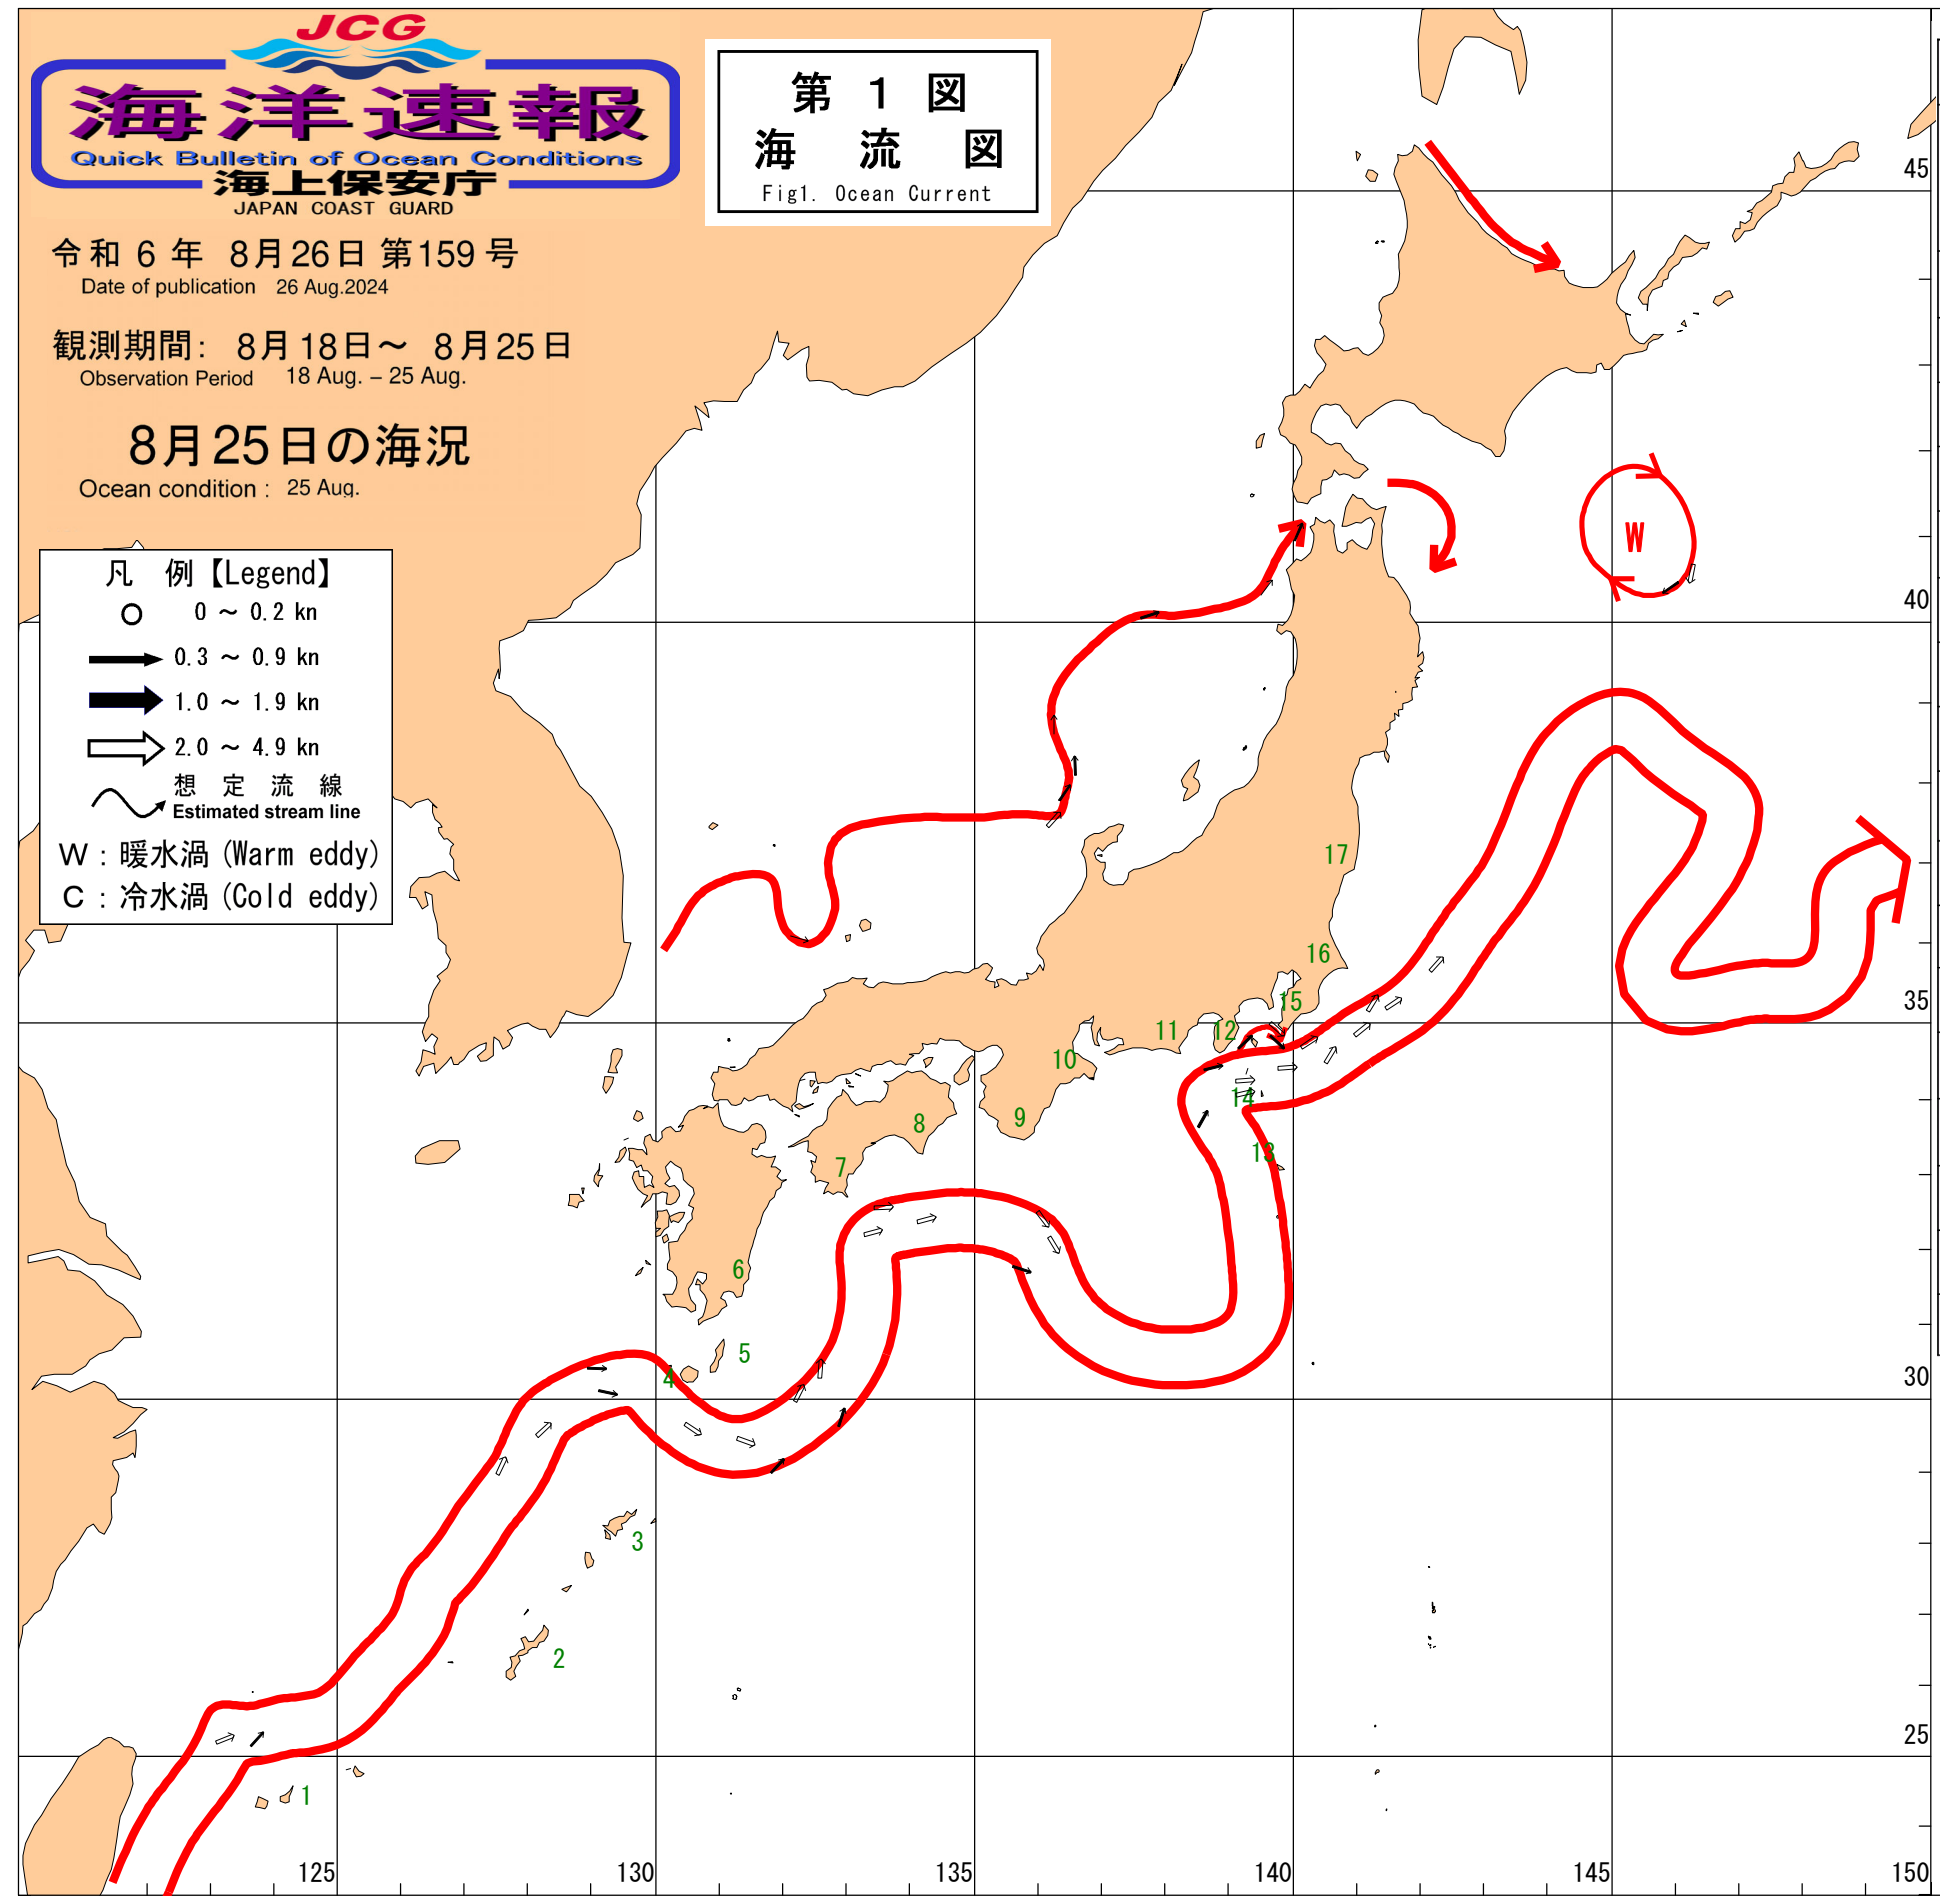 JCG
海洋速報
Quick Bulletin of Ocean Conditions
海上保安庁
JAPAN COAST GUARD
令和 6 年 8月26日 第159号
Date of publication 26 Aug.2024
観測期間: 8月18日～ 8月25日
Observation Period 18 Aug. – 25 Aug.
8月25日の海況
Ocean condition : 25 Aug.
第 1 図
海 流 図
Fig1. Ocean Current
凡 例【Legend】
0 ～ 0.2 kn
0.3 ～ 0.9 kn
1.0 ～ 1.9 kn
2.0 ～ 4.9 kn
想 定 流 線
Estimated stream line
W : 暖水渦 (Warm eddy)
C : 冷水渦 (Cold eddy)
45
W
40
17
16
35
15
12
11
10
14
9
8
13
7
6
5
4
30
3
2
25
1
125
130
135
140
145
150